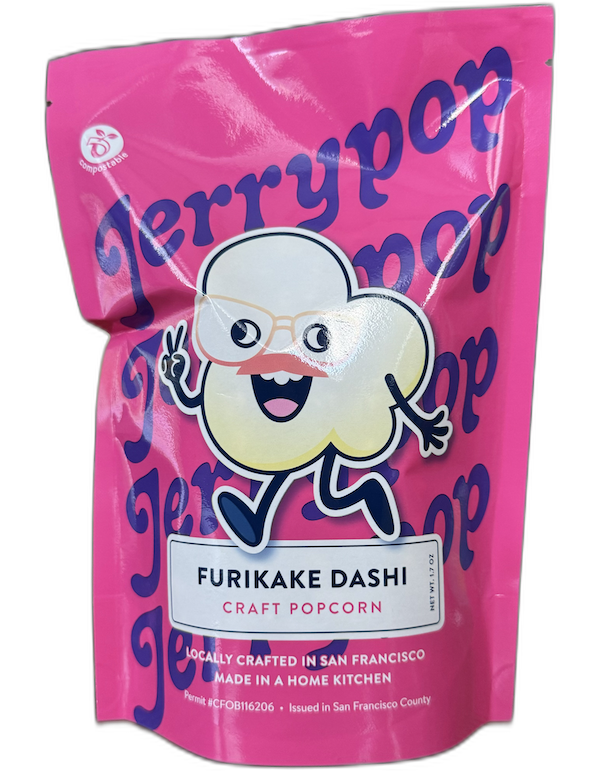 compostable
Jerrypop
FURIKAKE DASHI
CRAFT POPCORN
NET WT. 1.7 OZ
LOCALLY CRAFTED IN SAN FRANCISCO
MADE IN A HOME KITCHEN
Permit #CFOB116206 • Issued in San Francisco County